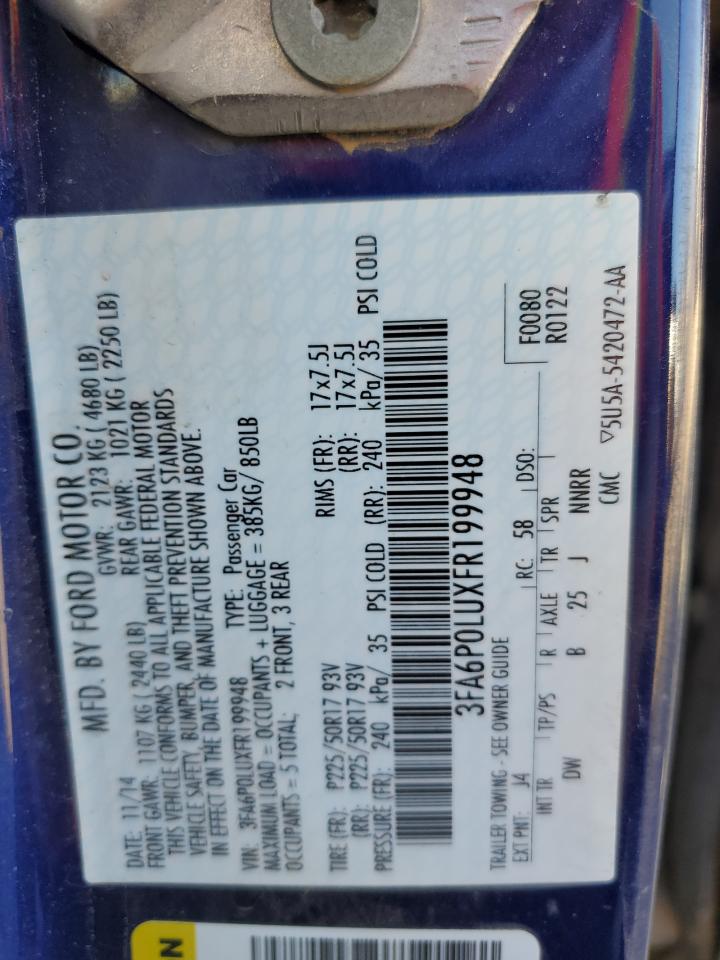 MFD. BY FORD MOTOR CO.
DATE: 11/14 GVWR: 2123 KG ( 4680 LB)
FRONT GAWR: 1107 KG ( 2440 LB) REAR GAWR: 1021 KG ( 2250 LB)
THIS VEHICLE CONFORMS TO ALL APPLICABLE FEDERAL MOTOR
VEHICLE SAFETY, BUMPER, AND THEFT PREVENTION STANDARDS
IN EFFECT ON THE DATE OF MANUFACTURE SHOWN ABOVE.
VIN: 3FA6P0LUXFR199948 TYPE: Passenger Car
MAXIMUM LOAD = OCCUPANTS + LUGGAGE = 385KG/ 850LB
OCCUPANTS = 5 TOTAL: 2 FRONT, 3 REAR
TIRE (FR): P225/50R17 93V RIMS (FR): 17x7.5J
(RR): P225/50R17 93V (RR): 17x7.5J
PRESSURE (FR): 240 kPa/ 35 PSI COLD (RR): 240 kPa/ 35 PSI COLD
3FA6P0LUXFR199948
TRAILER TOWING - SEE OWNER GUIDE
F0080
R0122
EXT PNT: J4 RC: 58 DSO:
INT TR TP/PS R AXLE TR SPR
DW B 25 J NNRR
CMC ▽5U5A-5420472-AA
N